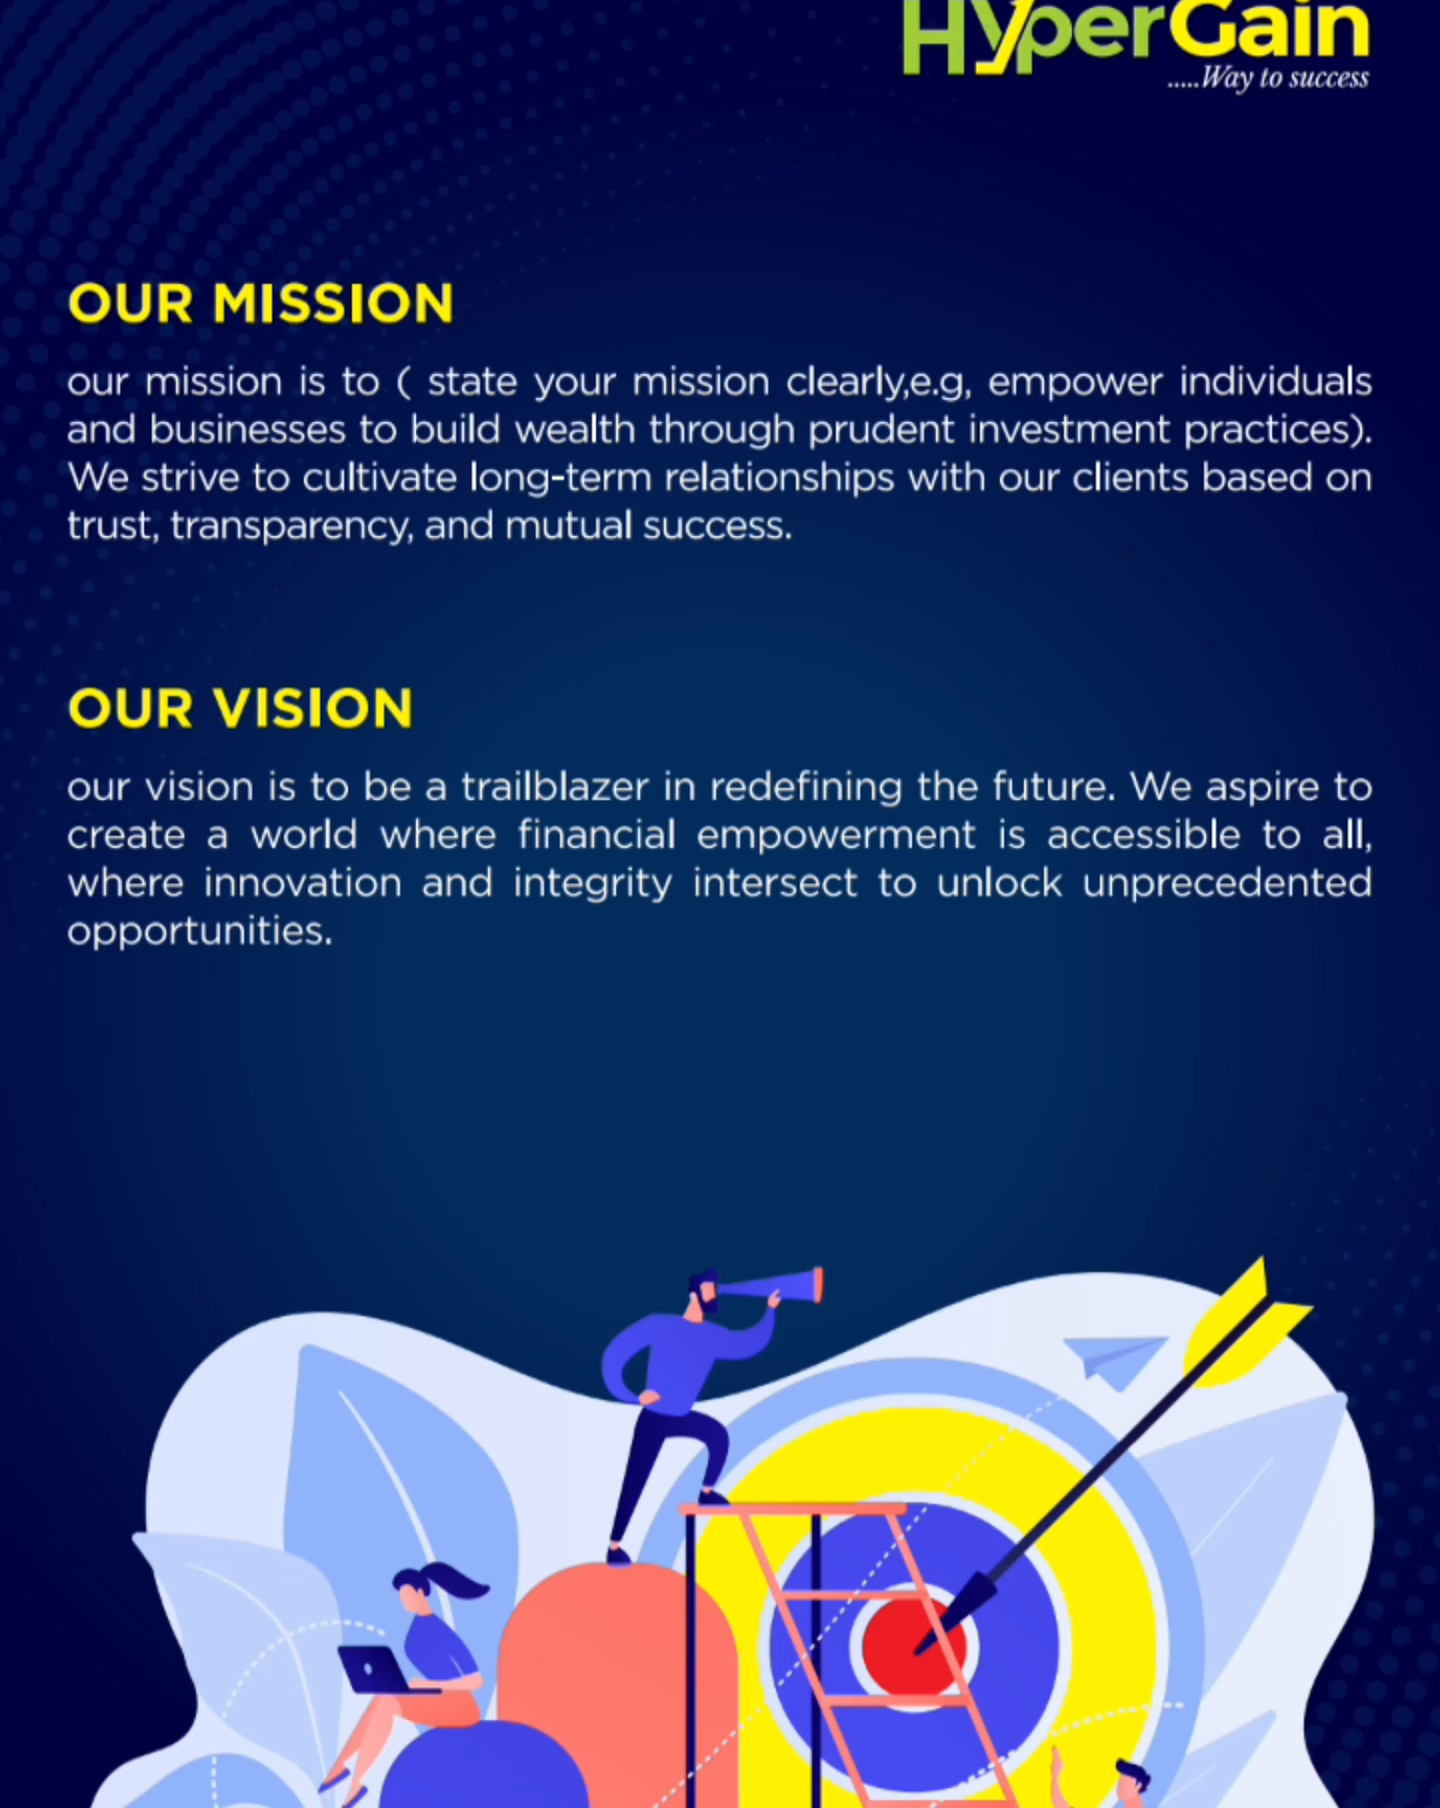 HyperGain
.....Way to success
OUR MISSION
our mission is to ( state your mission clearly,e.g, empower individuals
and businesses to build wealth through prudent investment practices).
We strive to cultivate long-term relationships with our clients based on
trust, transparency, and mutual success.
OUR VISION
our vision is to be a trailblazer in redefining the future. We aspire to
create a world where financial empowerment is accessible to all,
where innovation and integrity intersect to unlock unprecedented
opportunities.